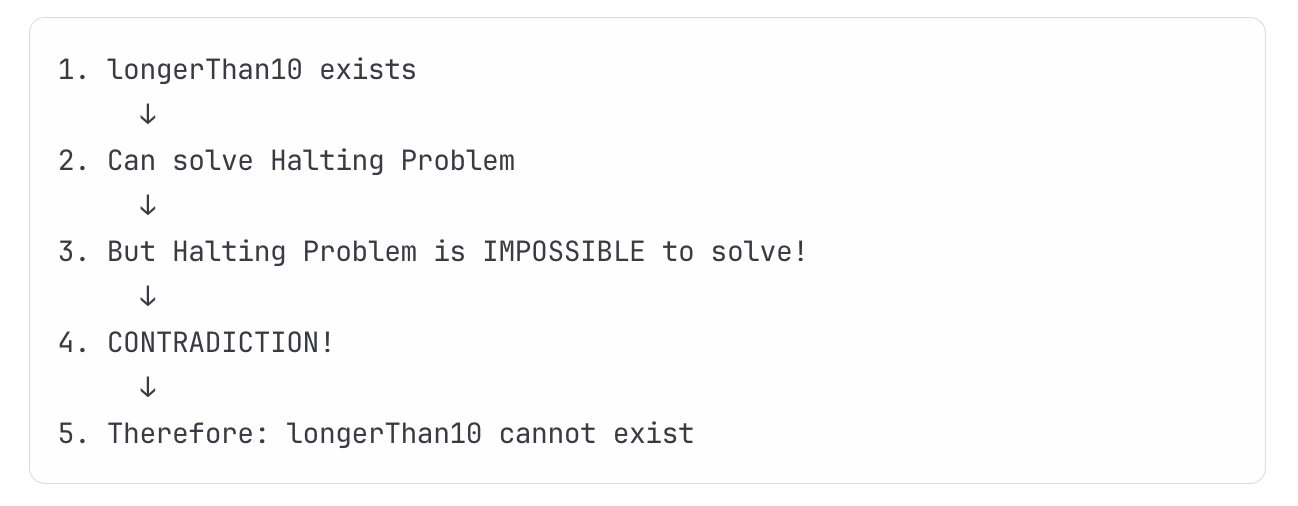 1. longerThan10 exists
↓
2. Can solve Halting Problem
↓
3. But Halting Problem is IMPOSSIBLE to solve!
↓
4. CONTRADICTION!
↓
5. Therefore: longerThan10 cannot exist